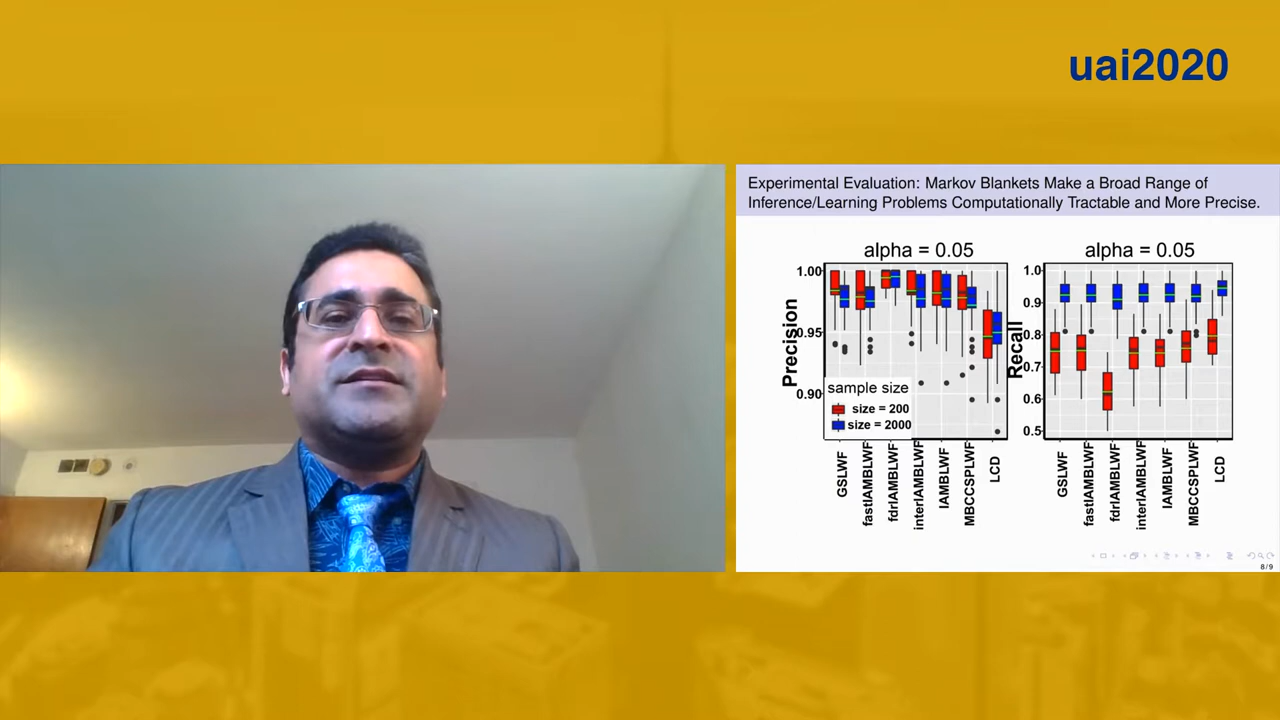 uai2020
Experimental Evaluation: Markov Blankets Make a Broad Range of
Inference/Learning Problems Computationally Tractable and More Precise.
alpha = 0.05
Precision
1.00
0.95
0.90
sample size
size = 200
size = 2000
GSLWF
fastIAMBLWF
fdrIAMBLWF
interIAMBLWF
IAMBLWF
MBCCSPLWF
LCD
alpha = 0.05
Recall
1.0
0.9
0.8
0.7
0.6
0.5
GSLWF
fastIAMBLWF
fdrIAMBLWF
interIAMBLWF
IAMBLWF
MBCCSPLWF
LCD
8/9